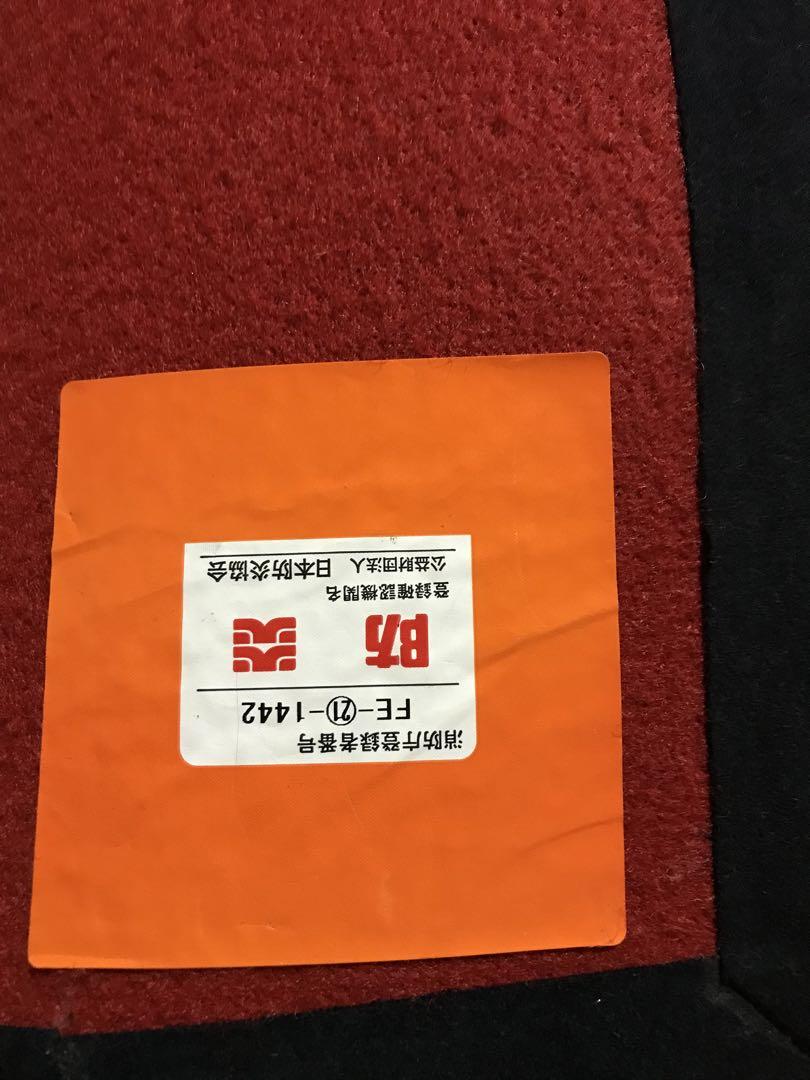 消防庁登録者番号
FE-㉑-1442
防炎
登録確認機関名
公益財団法人 日本防炎協会